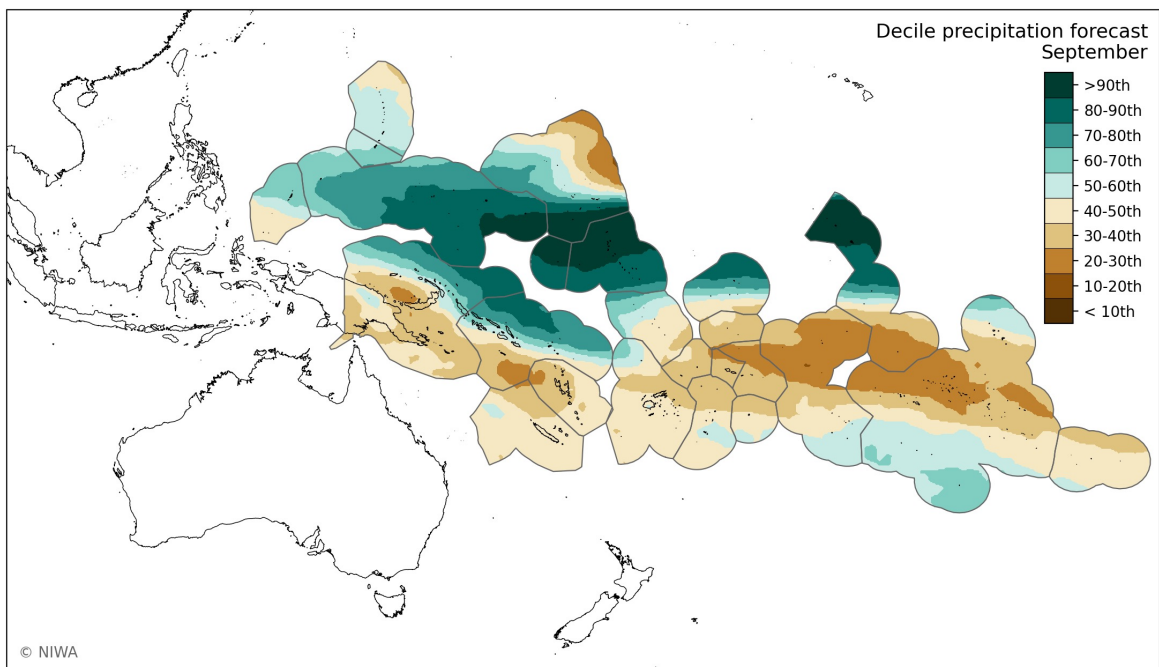 Decile precipitation forecast
September
>90th
80-90th
70-80th
60-70th
50-60th
40-50th
30-40th
20-30th
10-20th
< 10th
© NIWA